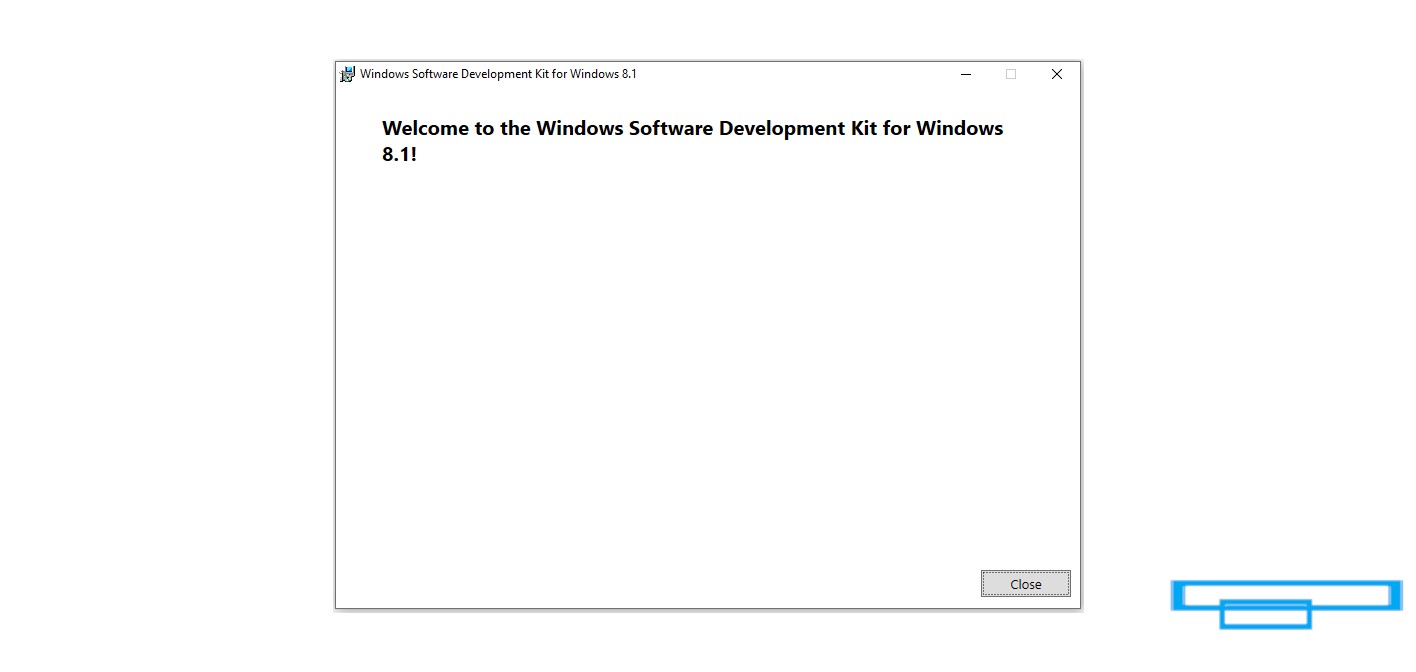 Windows Software Development Kit for Windows 8.1
Welcome to the Windows Software Development Kit for Windows
8.1!
Close